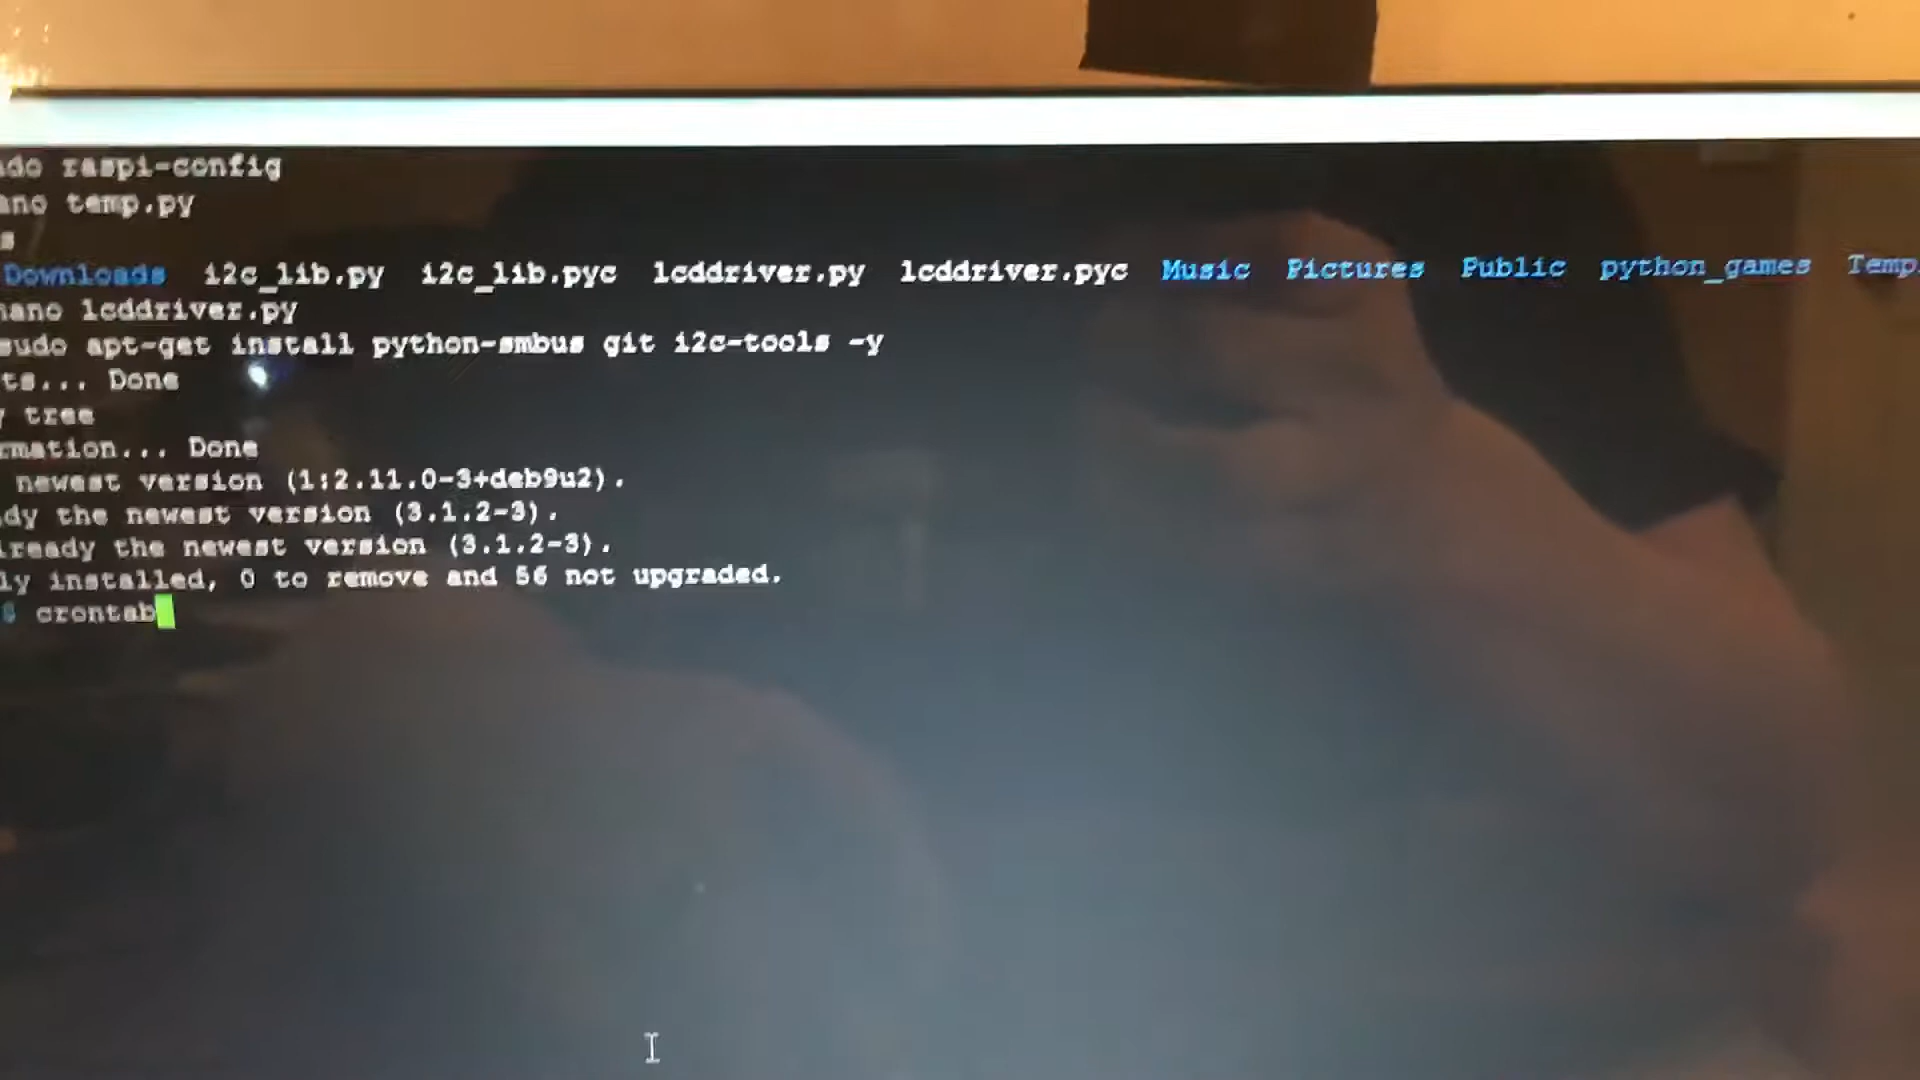 do raspi-config
ano temp.py
s
Downloads i2c_lib.py i2c_lib.pyc lcddriver.py lcddriver.pyc Music Pictures Public python_games Temp
nano lcddriver.py
sudo apt-get install python-smbus git i2c-tools -y
ts... Done
y tree
rmation... Done
newest version (1:2.11.0-3+deb9u2).
dy the newest version (3.1.2-3).
lready the newest version (3.1.2-3).
ly installed, 0 to remove and 56 not upgraded.
$ crontab